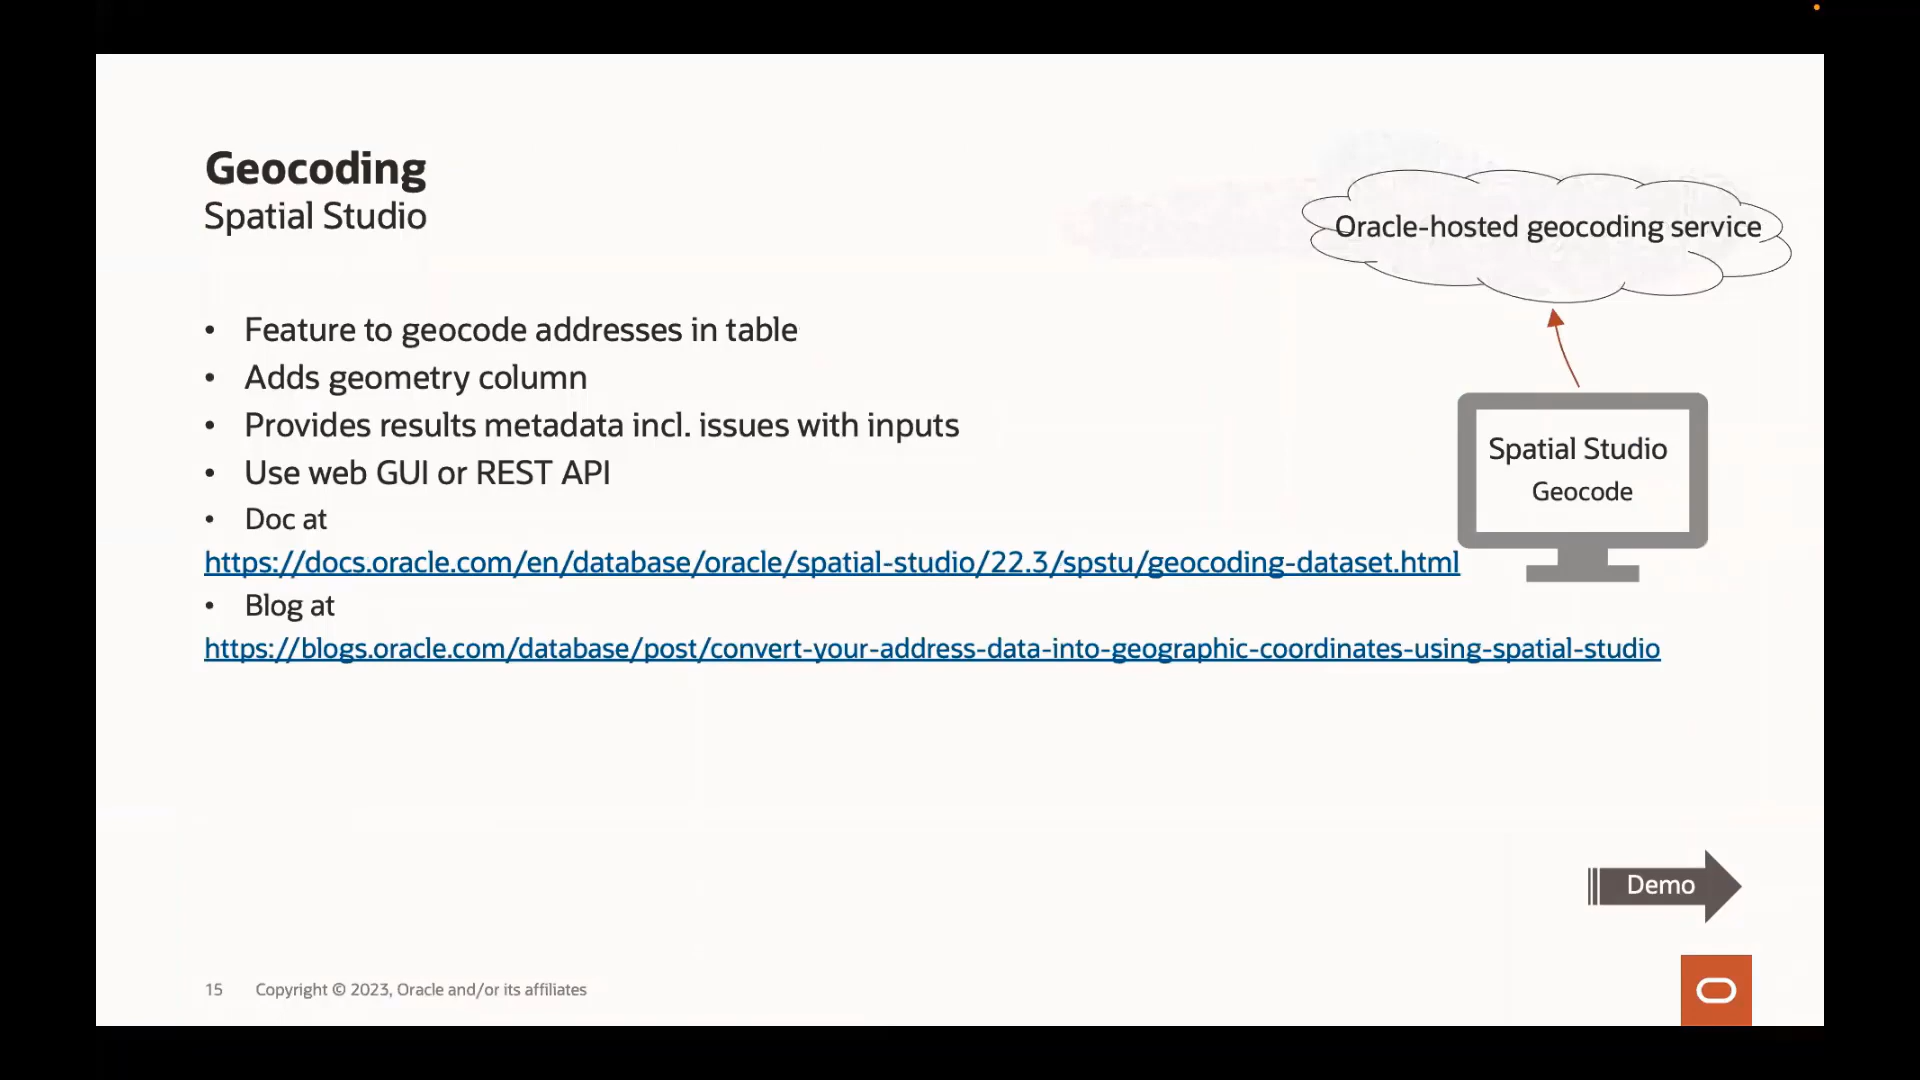 Geocoding
Spatial Studio
Oracle-hosted geocoding service
• Feature to geocode addresses in table
• Adds geometry column
• Provides results metadata incl. issues with inputs
• Use web GUI or REST API
• Doc at
https://docs.oracle.com/en/database/oracle/spatial-studio/22.3/spstu/geocoding-dataset.html
• Blog at
https://blogs.oracle.com/database/post/convert-your-address-data-into-geographic-coordinates-using-spatial-studio
Spatial Studio
Geocode
Demo
15 Copyright © 2023, Oracle and/or its affiliates